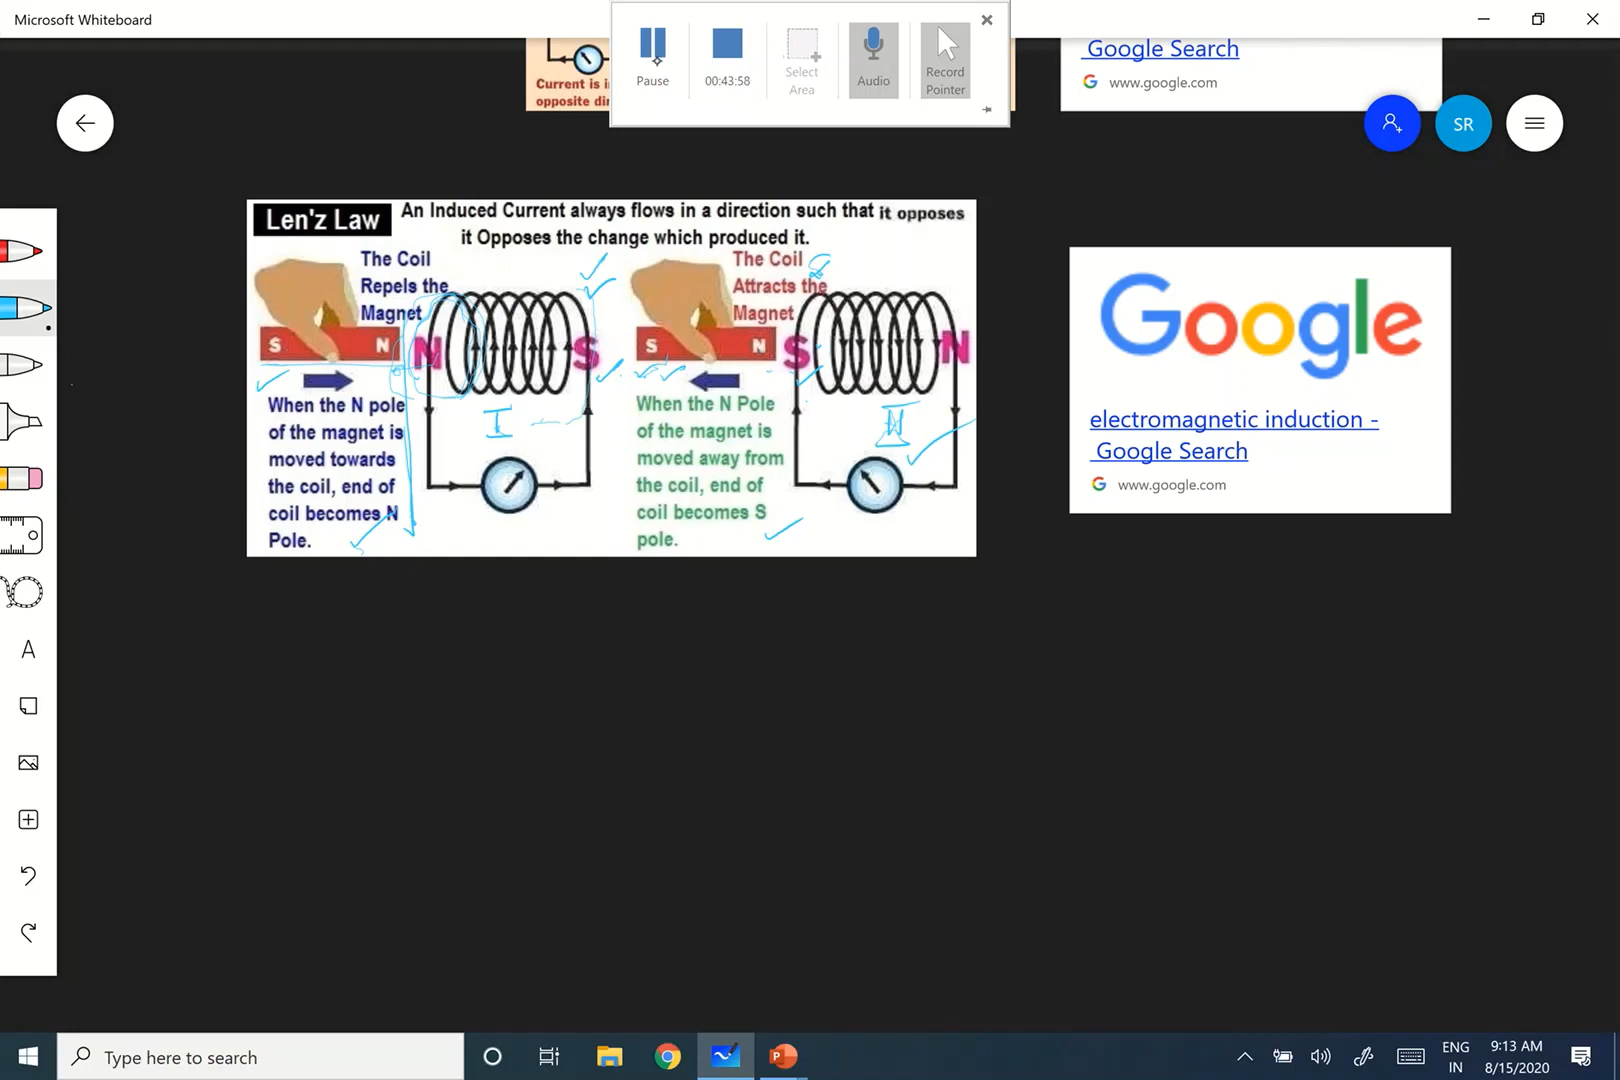 Microsoft Whiteboard
Current is i
opposite di
Pause
00:43:58
Select
Area
Audio
Record
Pointer
Google Search
www.google.com
SR
Len'z Law
An Induced Current always flows in a direction such that it opposes
it Opposes the change which produced it.
The Coil
Repels the
Magnet
S N
N S
When the N pole
of the magnet is
moved towards
the coil, end of
coil becomes N
Pole.
I
The Coil
Attracts the
Magnet
S N
S N
When the N Pole
of the magnet is
moved away from
the coil, end of
coil becomes S
pole.
II
Google
electromagnetic induction -
Google Search
www.google.com
A
Type here to search
ENG
IN
9:13 AM
8/15/2020